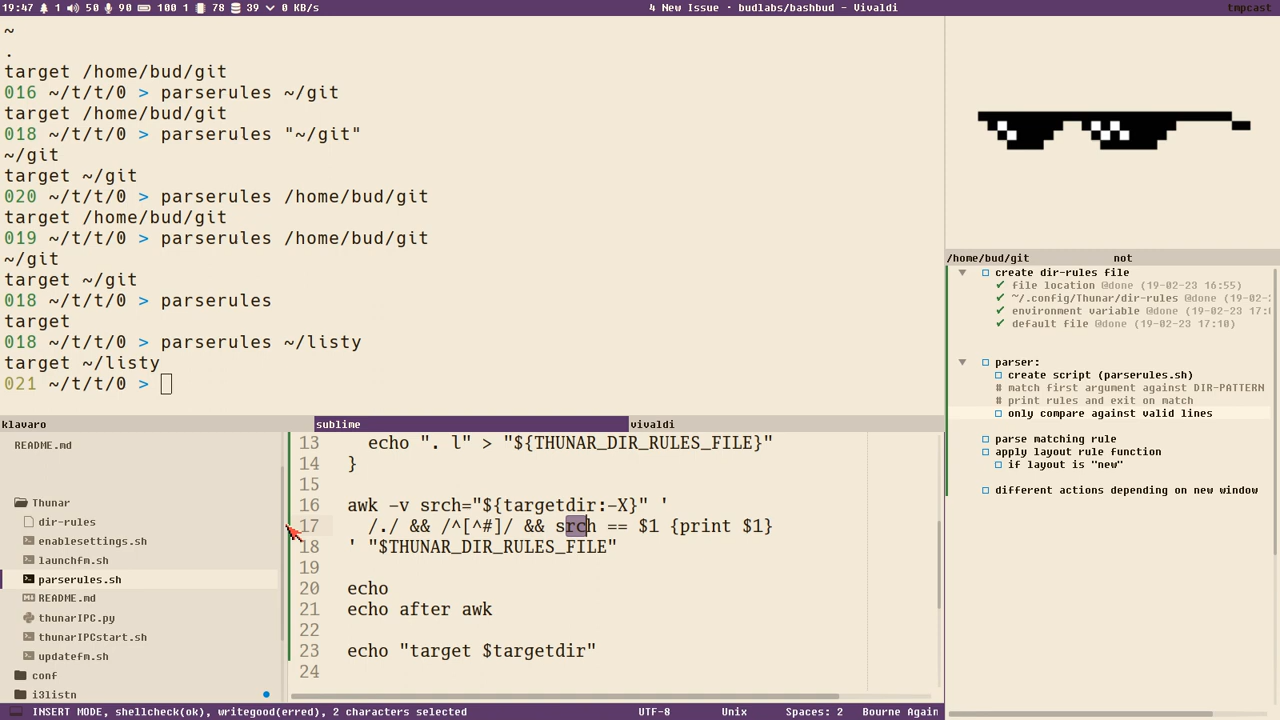 19:47 1 50 90 100 1 78 39 0 KB/s 4 New Issue · budlabs/bashbud - Vivaldi tmpcast
~
.
target /home/bud/git
016 ~/t/t/0 > parserules ~/git
target /home/bud/git
018 ~/t/t/0 > parserules "~/git"
~/git
target ~/git
020 ~/t/t/0 > parserules /home/bud/git
target /home/bud/git
019 ~/t/t/0 > parserules /home/bud/git
~/git
target ~/git
018 ~/t/t/0 > parserules
target
018 ~/t/t/0 > parserules ~/listy
target ~/listy
021 ~/t/t/0 >
klavaro sublime vivaldi
README.md
Thunar
dir-rules
enablesettings.sh
launchfm.sh
parserules.sh
README.md
thunarIPC.py
thunarIPCstart.sh
updatefm.sh
conf
i3listn
13 echo ". l" > "${THUNAR_DIR_RULES_FILE}"
14 }
15
16 awk -v srch="${targetdir:-X}" '
17 /./ && /^[^#]/ && srch == $1 {print $1}
18 ' "$THUNAR_DIR_RULES_FILE"
19
20 echo
21 echo after awk
22
23 echo "target $targetdir"
24
/home/bud/git not
create dir-rules file
✔ file location @done (19-02-23 16:55)
✔ ~/.config/Thunar/dir-rules @done (19-02-2
✔ environment variable @done (19-02-23 17:
✔ default file @done (19-02-23 17:10)
parser:
create script (parserules.sh)
# match first argument against DIR-PATTERN
# print rules and exit on match
only compare against valid lines
parse matching rule
apply layout rule function
if layout is "new"
different actions depending on new window
INSERT MODE, shellcheck(ok), writegood(erred), 2 characters selected UTF-8 Unix Spaces: 2 Bourne Again